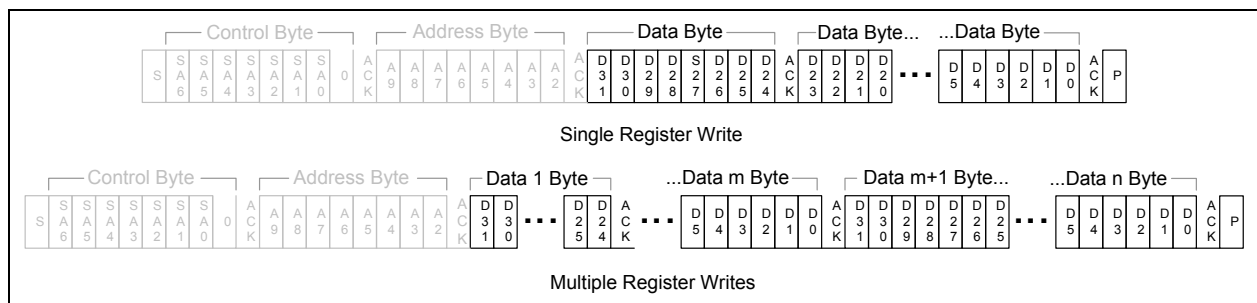 Control Byte Address Byte Data Byte Data Byte... ...Data Byte
S SA6 SA5 SA4 SA3 SA2 SA1 SA0 0 ACK A9 A8 A7 A6 A5 A4 A3 A2 ACK D31 D30 D29 D28 S27 D26 D25 D24 ACK D23 D22 D21 D20 ... D5 D4 D3 D2 D1 D0 ACK P
Single Register Write
Control Byte Address Byte Data 1 Byte ...Data m Byte Data m+1 Byte... ...Data n Byte
S SA6 SA5 SA4 SA3 SA2 SA1 SA0 0 ACK A9 A8 A7 A6 A5 A4 A3 A2 ACK D31 D30 ... D25 D24 ACK ... D5 D4 D3 D2 D1 D0 ACK D31 D30 D29 D28 D27 D26 D25 ... D5 D4 D3 D2 D1 D0 ACK P
Multiple Register Writes